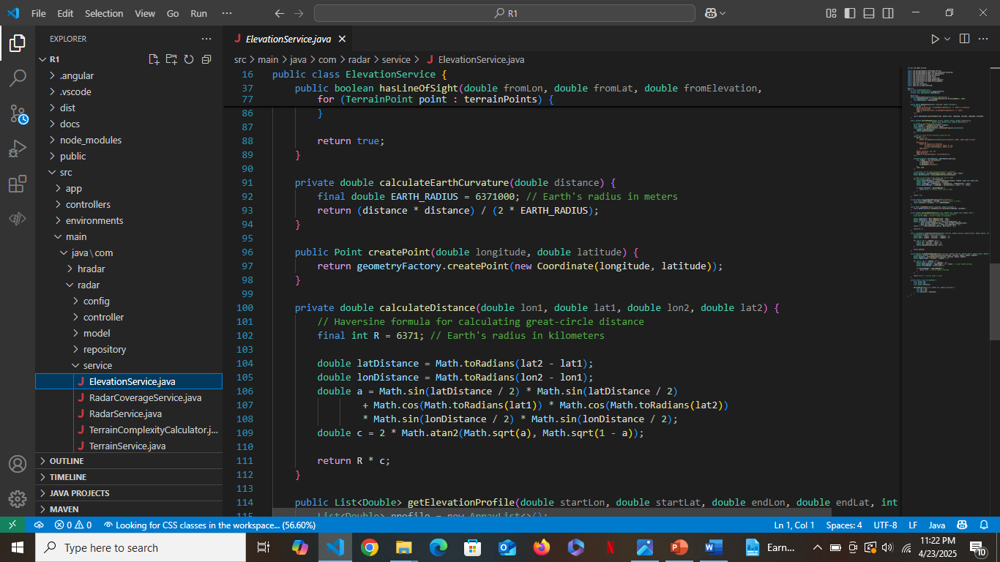 File Edit Selection View Go Run ···
R1
EXPLORER ···
ElevationService.java
R1
src > main > java > com > radar > service > ElevationService.java
.angular
.vscode
dist
docs
node_modules
public
src
app
controllers
environments
main
java\com
hradar
radar
config
controller
model
repository
service
ElevationService.java
RadarCoverageService.java
RadarService.java
TerrainComplexityCalculator.j...
TerrainService.java
OUTLINE
TIMELINE
JAVA PROJECTS
MAVEN
16 public class ElevationService {
37 public boolean hasLineOfSight(double fromLon, double fromLat, double fromElevation,
77 for (TerrainPoint point : terrainPoints) {
86 }
87
88 return true;
89 }
90
91 private double calculateEarthCurvature(double distance) {
92 final double EARTH_RADIUS = 6371000; // Earth's radius in meters
93 return (distance * distance) / (2 * EARTH_RADIUS);
94 }
95
96 public Point createPoint(double longitude, double latitude) {
97 return geometryFactory.createPoint(new Coordinate(longitude, latitude));
98 }
99
100 private double calculateDistance(double lon1, double lat1, double lon2, double lat2) {
101 // Haversine formula for calculating great-circle distance
102 final int R = 6371; // Earth's radius in kilometers
103
104 double latDistance = Math.toRadians(lat2 - lat1);
105 double lonDistance = Math.toRadians(lon2 - lon1);
106 double a = Math.sin(latDistance / 2) * Math.sin(latDistance / 2)
107 + Math.cos(Math.toRadians(lat1)) * Math.cos(Math.toRadians(lat2))
108 * Math.sin(lonDistance / 2) * Math.sin(lonDistance / 2);
109 double c = 2 * Math.atan2(Math.sqrt(a), Math.sqrt(1 - a));
110
111 return R * c;
112 }
113
114 public List<Double> getElevationProfile(double startLon, double startLat, double endLon, double endLat, int
115 List<Double> profile = new ArrayList<>();
0 0 Looking for CSS classes in the workspace... (56.60%)
Ln 1, Col 1 Spaces: 4 UTF-8 LF Java
Type here to search
Earn...
11:22 PM
4/23/2025
10